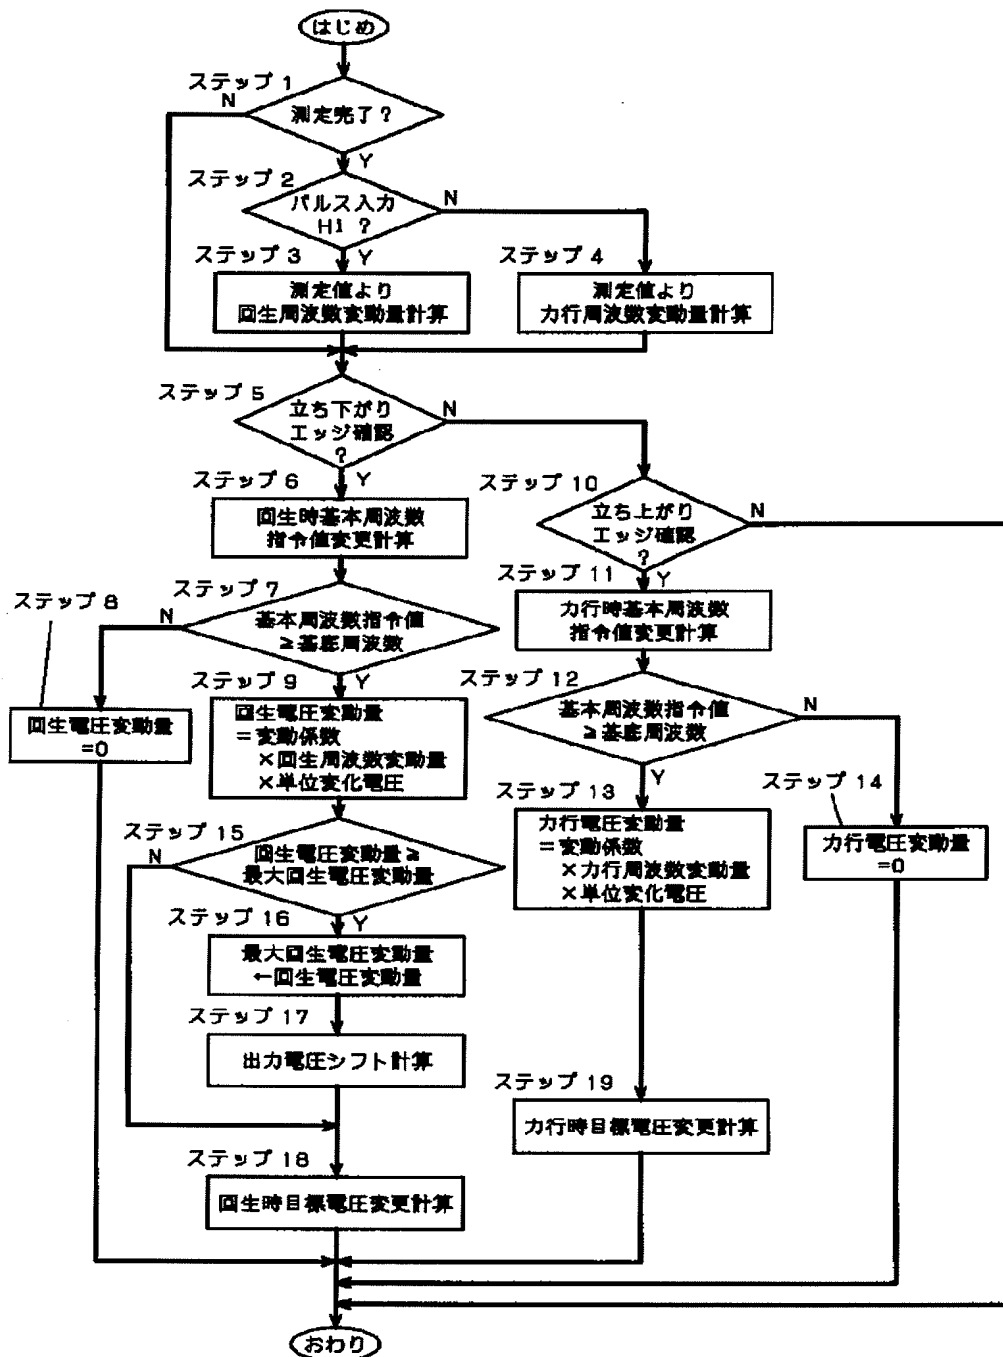 はじめ
ステップ 1
N
測定完了?
Y
ステップ 2
パルス入力
Hi ?
N
Y
ステップ 3
測定値より
回生周波数変動量計算
ステップ 4
測定値より
力行周波数変動量計算
ステップ 5
立ち下がり
エッジ確認
?
N
Y
ステップ 6
回生時基本周波数
指令値変更計算
ステップ 10
立ち上がり
エッジ確認
?
N
Y
ステップ 7
基本周波数指令値
≧基底周波数
N
Y
ステップ 8
回生電圧変動量
=0
ステップ 11
力行時基本周波数
指令値変更計算
ステップ 9
回生電圧変動量
=変動係数
×回生周波数変動量
×単位変化電圧
ステップ 12
基本周波数指令値
≧基底周波数
N
Y
ステップ 13
力行電圧変動量
=変動係数
×力行周波数変動量
×単位変化電圧
ステップ 14
力行電圧変動量
=0
ステップ 15
N
回生電圧変動量≧
最大回生電圧変動量
Y
ステップ 16
最大回生電圧変動量
←回生電圧変動量
ステップ 17
出力電圧シフト計算
ステップ 19
力行時目標電圧変更計算
ステップ 18
回生時目標電圧変更計算
おわり